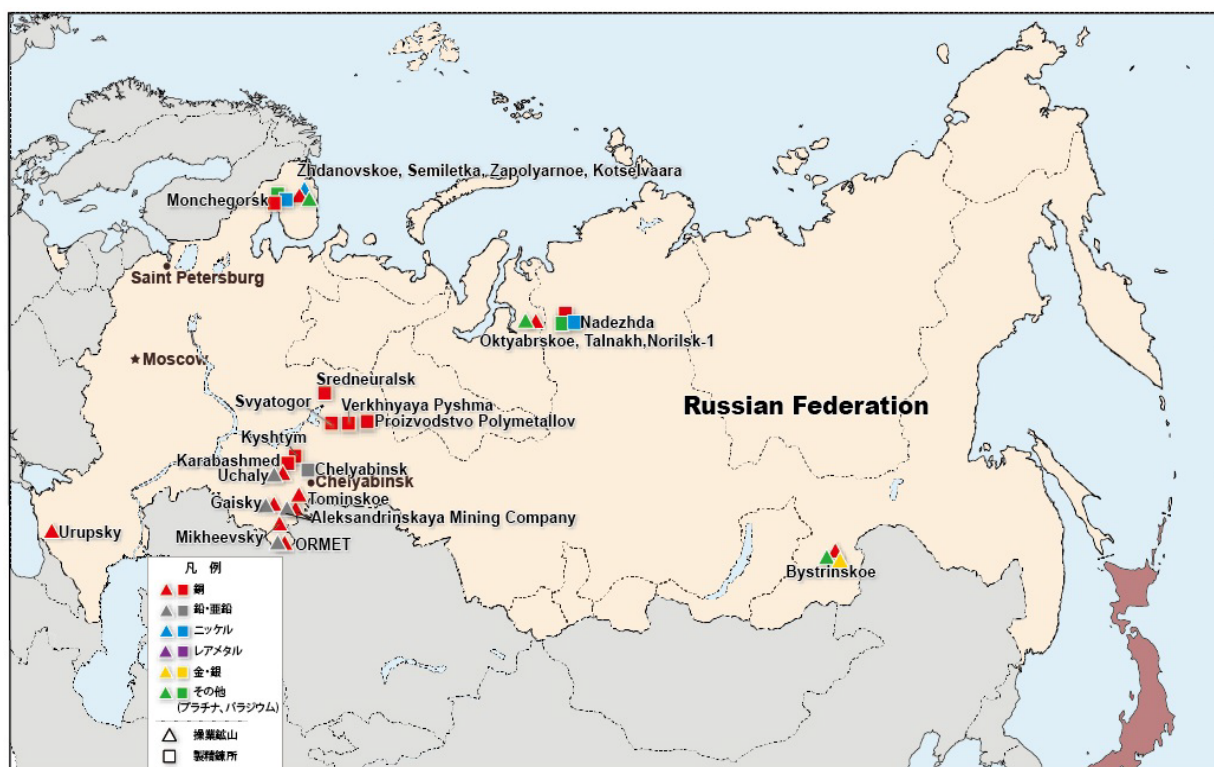 Zhdanovskoe, Semiletka, Zapolyarnoe, Kotselvaara
Monchegorsk
Saint Petersburg
Moscow
Nadezhda
Oktyabrskoe, Talnakh,Norilsk-1
Sredneuralsk
Svyatogor
Verkhnyaya Pyshma
Proizvodstvo Polymetallov
Russian Federation
Kyshtym
Karabashmed
Uchaly
Chelyabinsk
Chelyabinsk
Gaisky
Tominskoe
Aleksandrinskaya Mining Company
Urupsky
Mikheevsky
ORMET
Bystrinskoe
凡 例
銅
鉛・亜鉛
ニッケル
レアメタル
金・銀
その他
(プラチナ、パラジウム)
操業鉱山
製精錬所